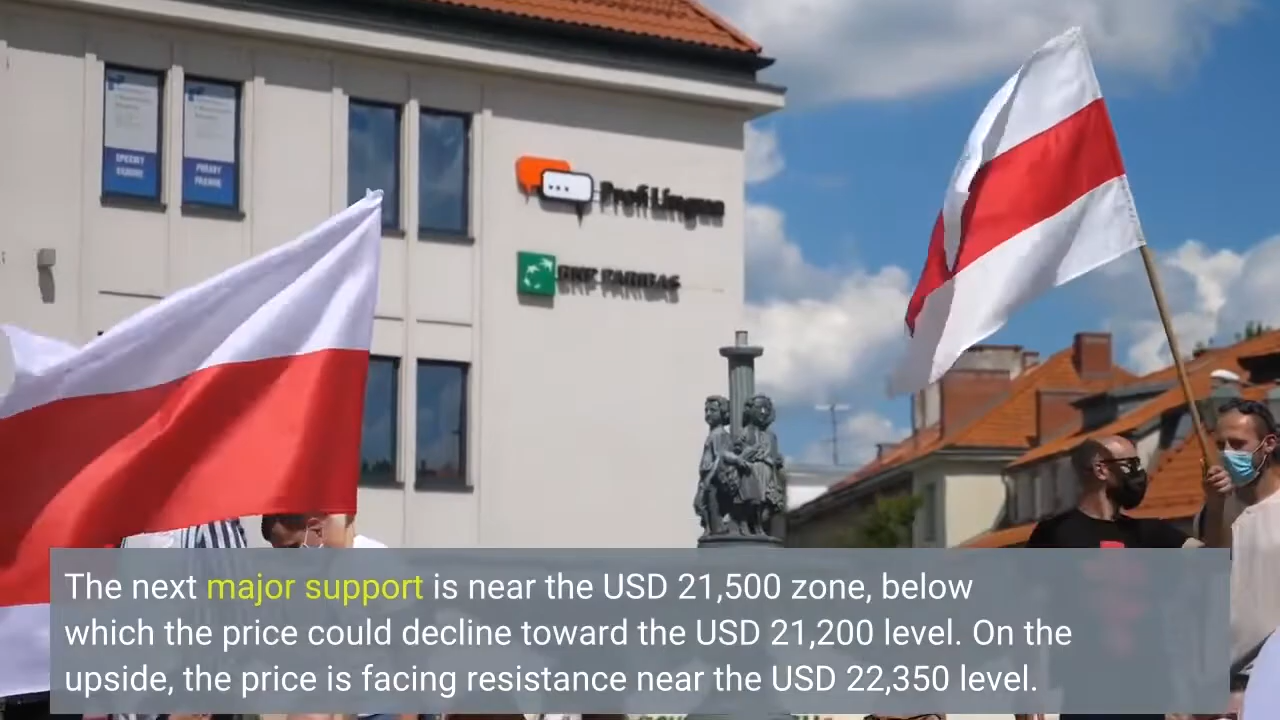 Profi Lingua
BNP PARIBAS
The next major support is near the USD 21,500 zone, below
which the price could decline toward the USD 21,200 level. On the
upside, the price is facing resistance near the USD 22,350 level.